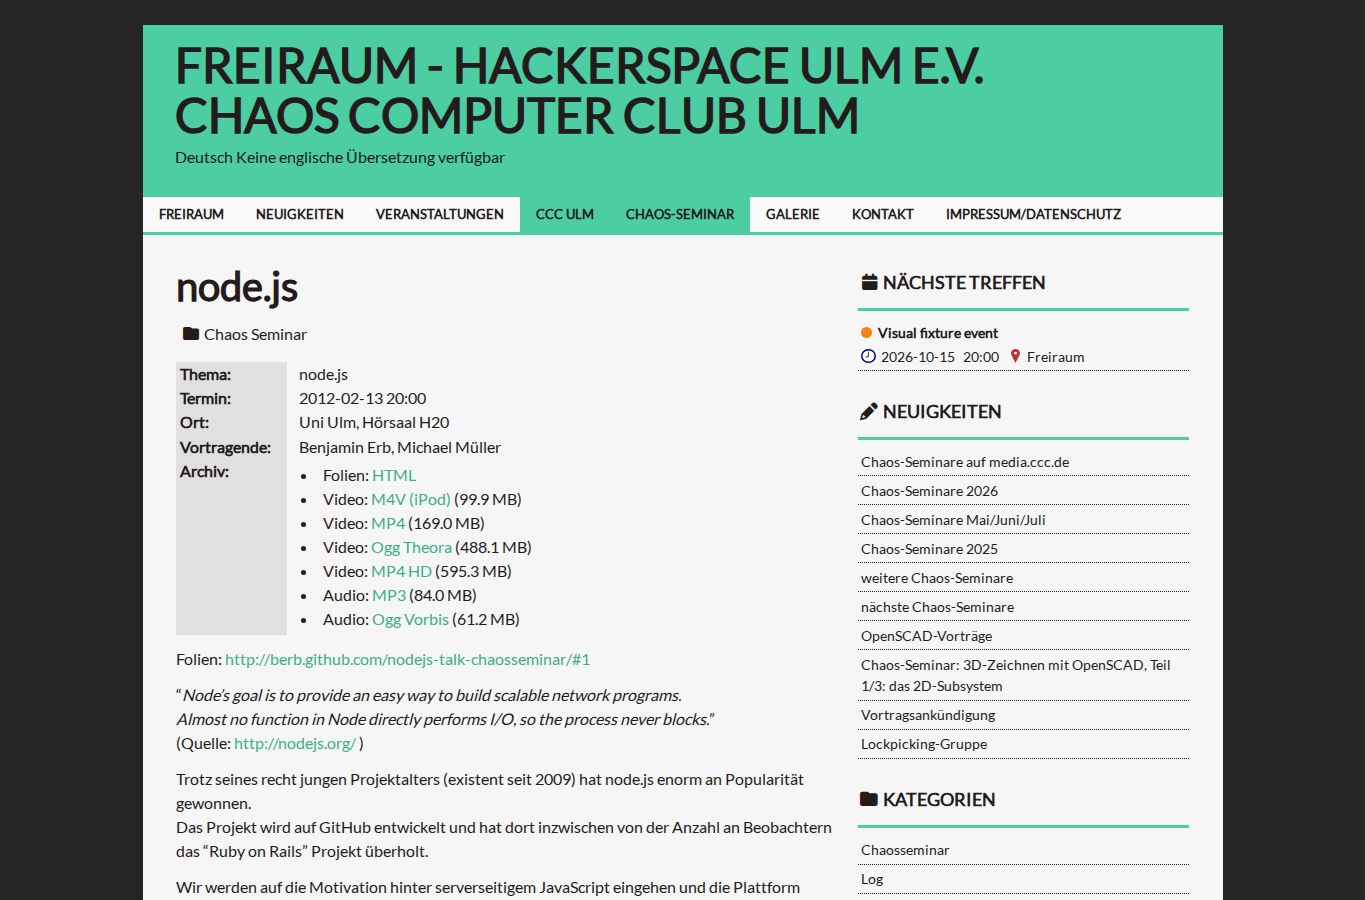 FREIRAUM - HACKERSPACE ULM E.V.
CHAOS COMPUTER CLUB ULM
Deutsch Keine englische Übersetzung verfügbar
FREIRAUM NEUIGKEITEN VERANSTALTUNGEN CCC ULM CHAOS-SEMINAR GALERIE KONTAKT IMPRESSUM/DATENSCHUTZ
node.js
Chaos Seminar
Thema: node.js
Termin: 2012-02-13 20:00
Ort: Uni Ulm, Hörsaal H20
Vortragende: Benjamin Erb, Michael Müller
Archiv:
• Folien: HTML
• Video: M4V (iPod) (99.9 MB)
• Video: MP4 (169.0 MB)
• Video: Ogg Theora (488.1 MB)
• Video: MP4 HD (595.3 MB)
• Audio: MP3 (84.0 MB)
• Audio: Ogg Vorbis (61.2 MB)
Folien: http://berb.github.com/nodejs-talk-chaosseminar/#1
“Node’s goal is to provide an easy way to build scalable network programs.
Almost no function in Node directly performs I/O, so the process never blocks.”
(Quelle: http://nodejs.org/ )
Trotz seines recht jungen Projektalters (existent seit 2009) hat node.js enorm an Popularität
gewonnen.
Das Projekt wird auf GitHub entwickelt und hat dort inzwischen von der Anzahl an Beobachtern
das “Ruby on Rails” Projekt überholt.
Wir werden auf die Motivation hinter serverseitigem JavaScript eingehen und die Plattform
NÄCHSTE TREFFEN
Visual fixture event
2026-10-15 20:00 Freiraum
NEUIGKEITEN
Chaos-Seminare auf media.ccc.de
Chaos-Seminare 2026
Chaos-Seminare Mai/Juni/Juli
Chaos-Seminare 2025
weitere Chaos-Seminare
nächste Chaos-Seminare
OpenSCAD-Vorträge
Chaos-Seminar: 3D-Zeichnen mit OpenSCAD, Teil
1/3: das 2D-Subsystem
Vortragsankündigung
Lockpicking-Gruppe
KATEGORIEN
Chaosseminar
Log